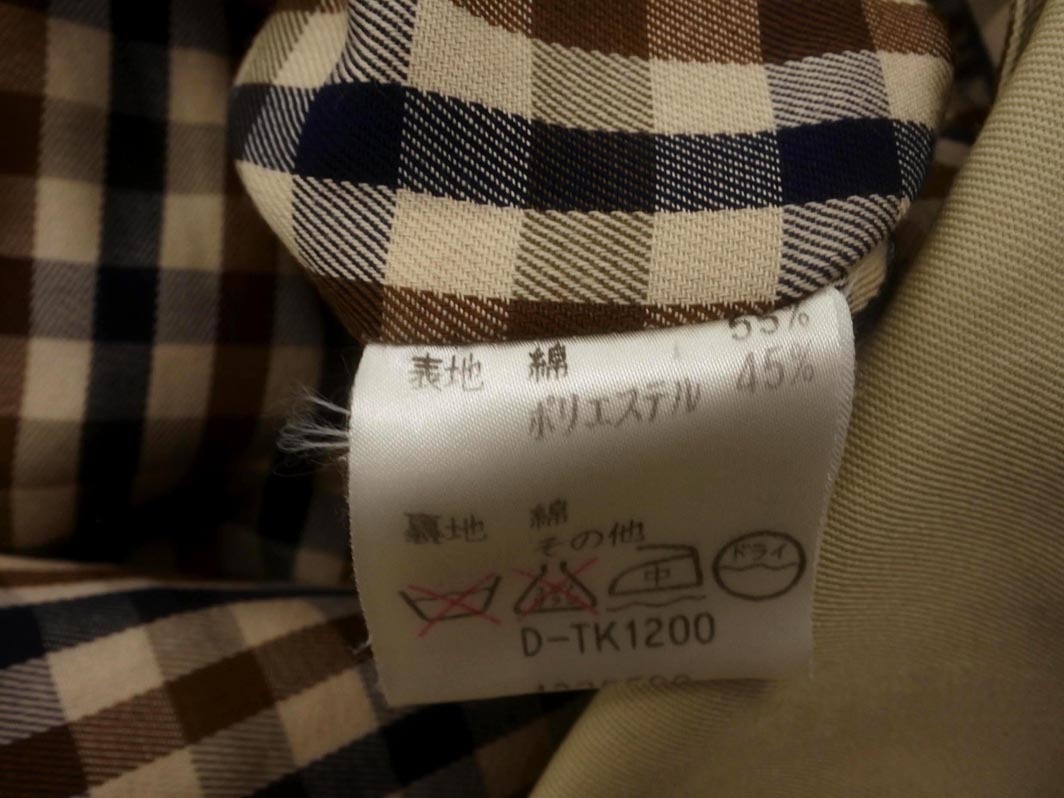 表地 綿 55%
ポリエステル 45%
裏地 綿
その他
中 ドライ
D-TK1200